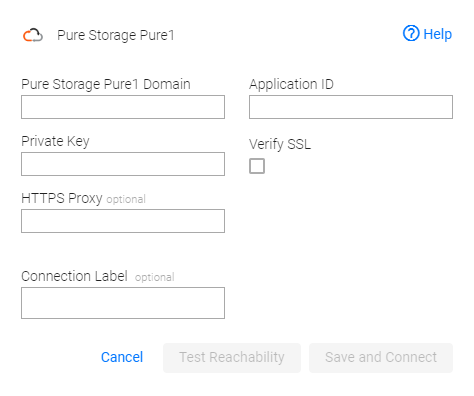 Pure Storage Pure1
Help
Pure Storage Pure1 Domain
Application ID
Private Key
Verify SSL
HTTPS Proxy optional
Connection Label optional
Cancel
Test Reachability
Save and Connect